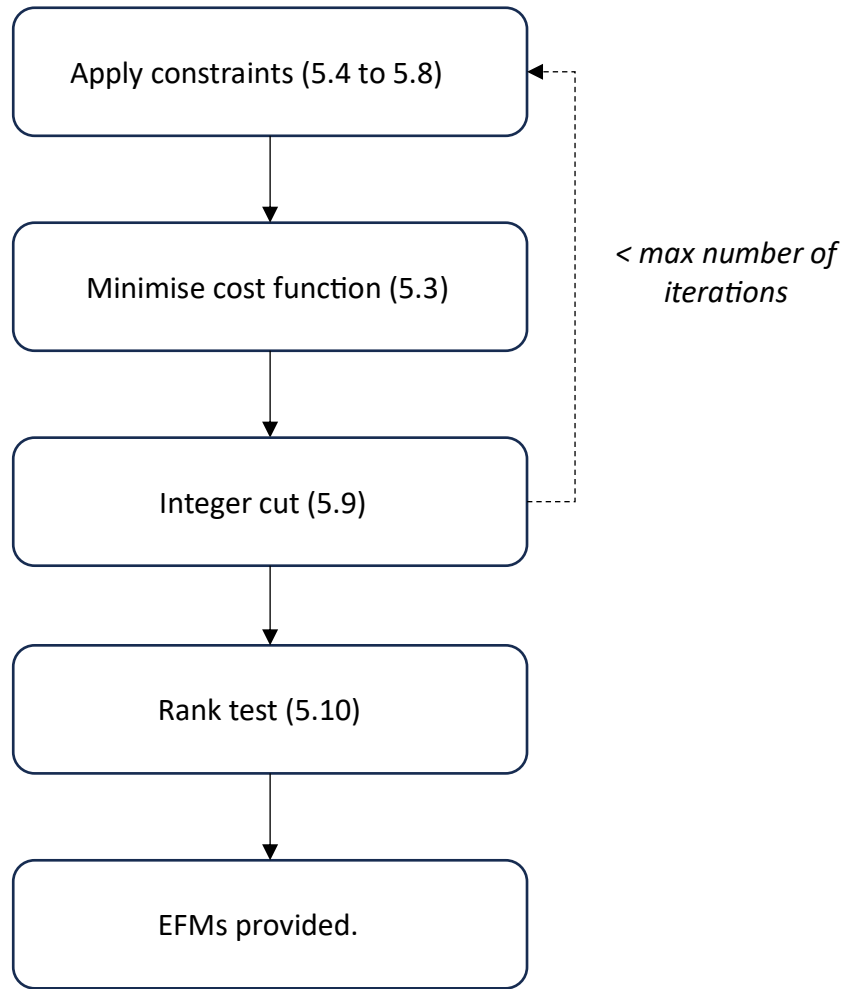 Apply constraints (5.4 to 5.8)
Minimise cost function (5.3)
< max number of
iterations
Integer cut (5.9)
Rank test (5.10)
EFMs provided.